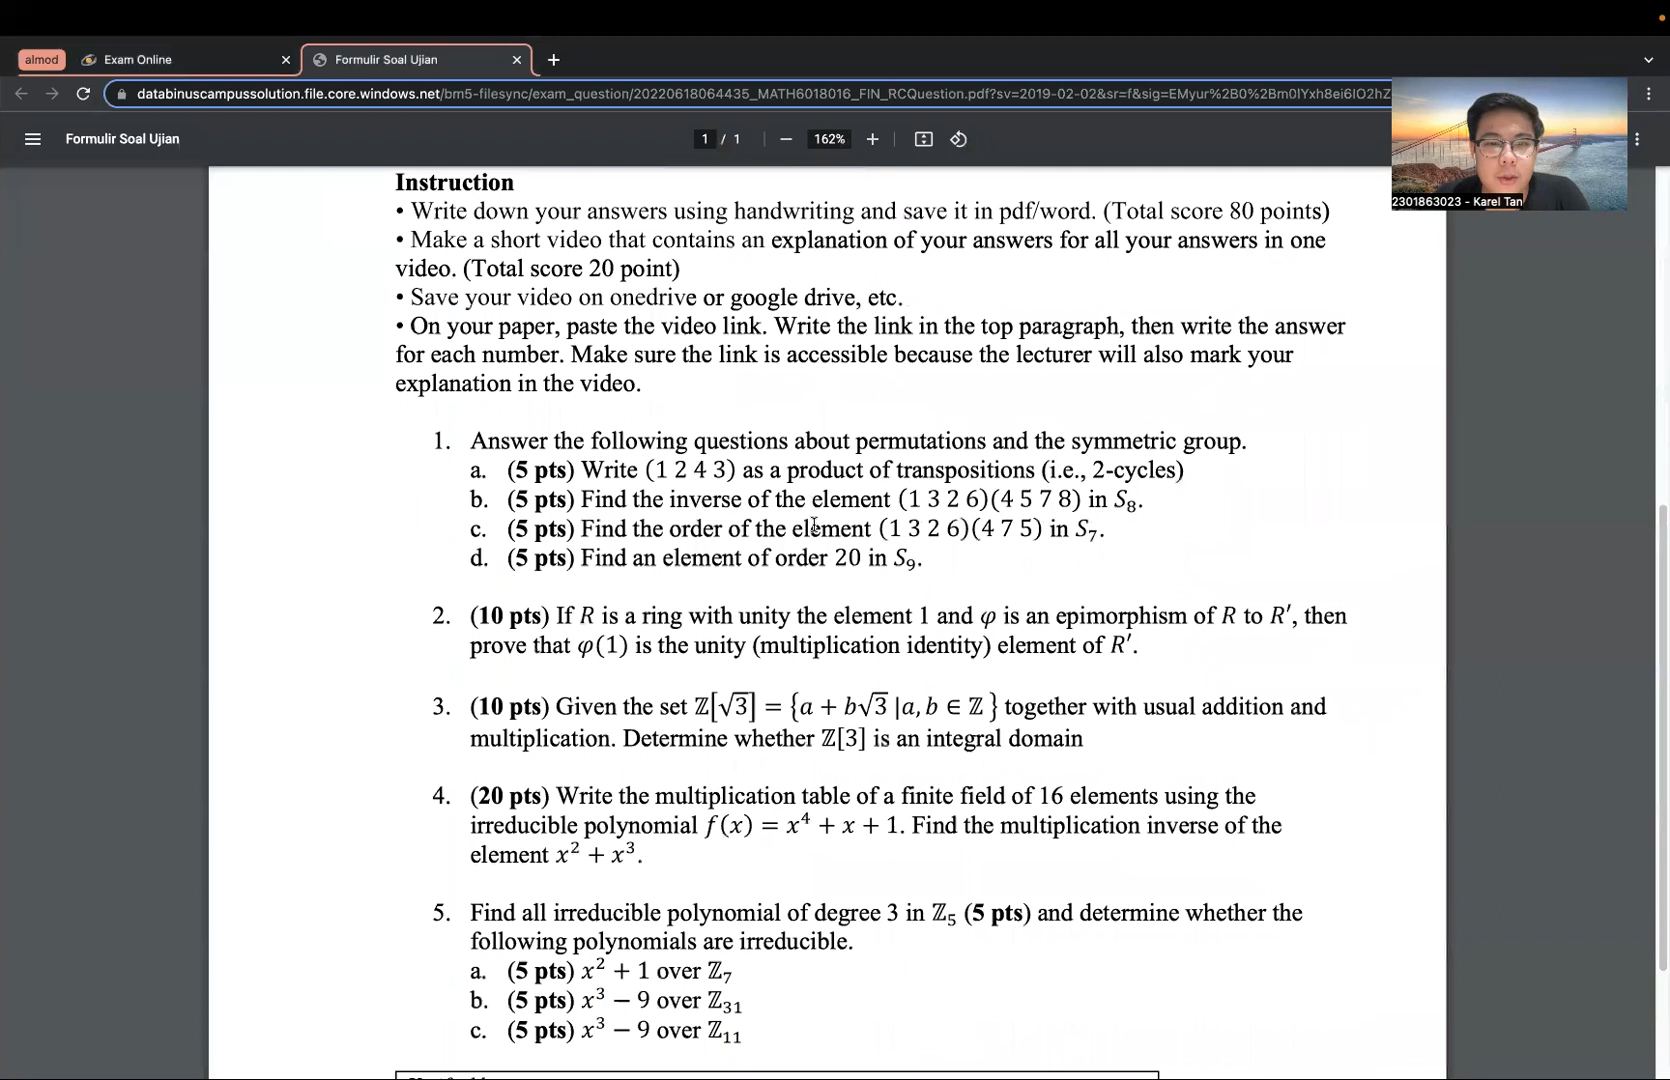 almod
Exam Online
Formulir Soal Ujian
databinuscampussolution.file.core.windows.net/bm5-filesync/exam_question/20220618064435_MATH6018016_FIN_RCQuestion.pdf?sv=2019-02-02&sr=f&sig=EMyur%2B0%2Bm0lYxh8ei6IO2hZ
Formulir Soal Ujian
1 / 1
162%
2301863023 - Karel Tan
Instruction
• Write down your answers using handwriting and save it in pdf/word. (Total score 80 points)
• Make a short video that contains an explanation of your answers for all your answers in one
video. (Total score 20 point)
• Save your video on onedrive or google drive, etc.
• On your paper, paste the video link. Write the link in the top paragraph, then write the answer
for each number. Make sure the link is accessible because the lecturer will also mark your
explanation in the video.
1. Answer the following questions about permutations and the symmetric group.
a. (5 pts) Write (1 2 4 3) as a product of transpositions (i.e., 2-cycles)
b. (5 pts) Find the inverse of the element (1 3 2 6)(4 5 7 8) in S₈.
c. (5 pts) Find the order of the element (1 3 2 6)(4 7 5) in S₇.
d. (5 pts) Find an element of order 20 in S₉.
2. (10 pts) If R is a ring with unity the element 1 and φ is an epimorphism of R to R′, then
prove that φ(1) is the unity (multiplication identity) element of R′.
3. (10 pts) Given the set ℤ[√3] = {a + b√3 |a, b ∈ ℤ } together with usual addition and
multiplication. Determine whether ℤ[3] is an integral domain
4. (20 pts) Write the multiplication table of a finite field of 16 elements using the
irreducible polynomial f(x) = x⁴ + x + 1. Find the multiplication inverse of the
element x² + x³.
5. Find all irreducible polynomial of degree 3 in ℤ₅ (5 pts) and determine whether the
following polynomials are irreducible.
a. (5 pts) x² + 1 over ℤ₇
b. (5 pts) x³ − 9 over ℤ₃₁
c. (5 pts) x³ − 9 over ℤ₁₁